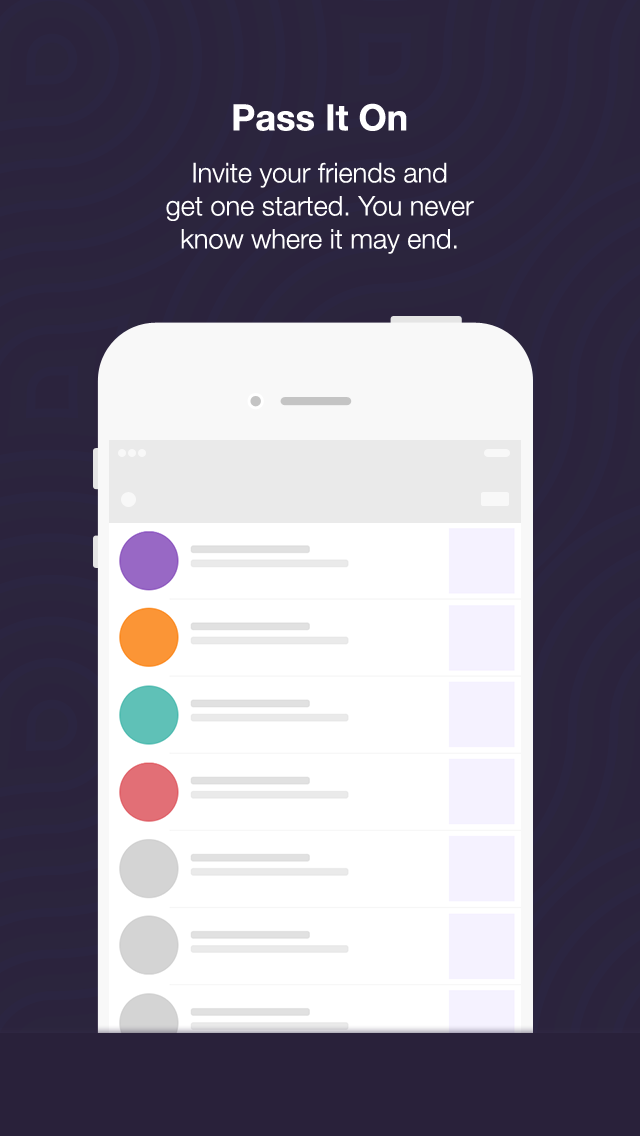 Pass It On
Invite your friends and
get one started. You never
know where it may end.